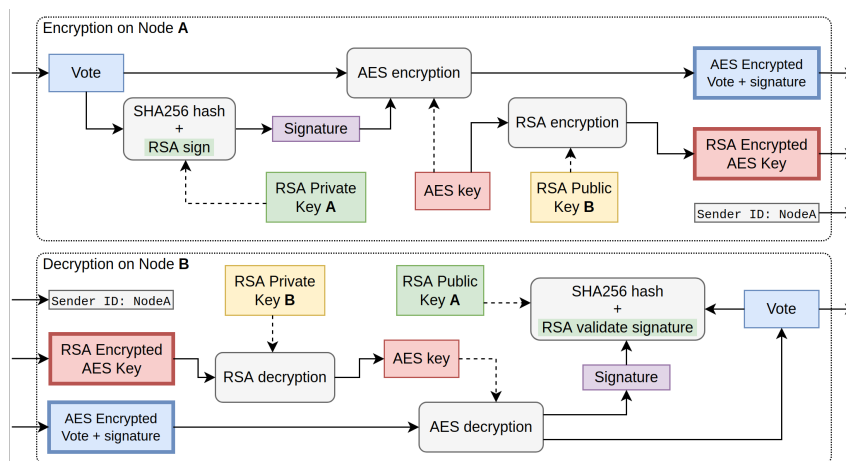 Encryption on Node A
Vote
AES encryption
AES Encrypted
Vote + signature
SHA256 hash
+
RSA sign
Signature
RSA encryption
RSA Encrypted
AES Key
RSA Private
Key A
AES key
RSA Public
Key B
Sender ID: NodeA
Decryption on Node B
Sender ID: NodeA
RSA Private
Key B
RSA Public
Key A
SHA256 hash
+
RSA validate signature
Vote
RSA Encrypted
AES Key
RSA decryption
AES key
Signature
AES Encrypted
Vote + signature
AES decryption